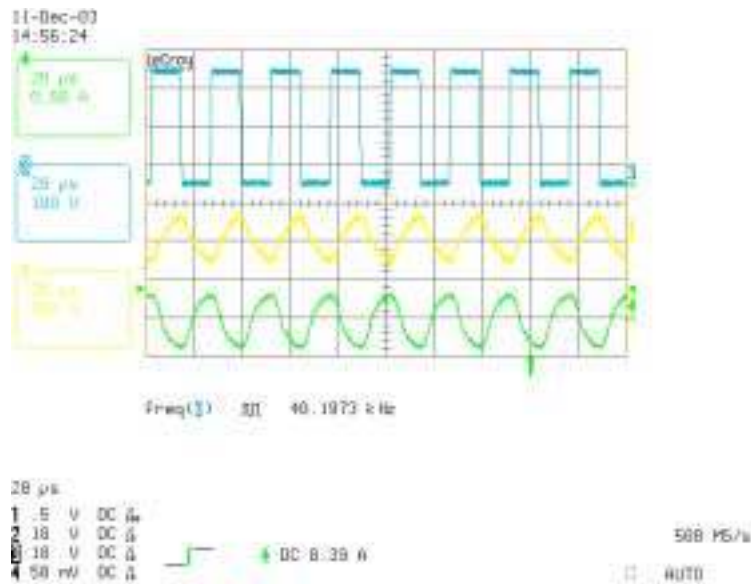 11-Dec-03
14:56:24
LeCroy
20 µs
0.50 A
20 µs
100 V
20 µs
Freq(3) 40.1973 kHz
20 µs
1 .5 V DC
2 10 V DC
3 10 V DC
4 50 mV DC
4 DC 0.39 A
500 MS/s
AUTO